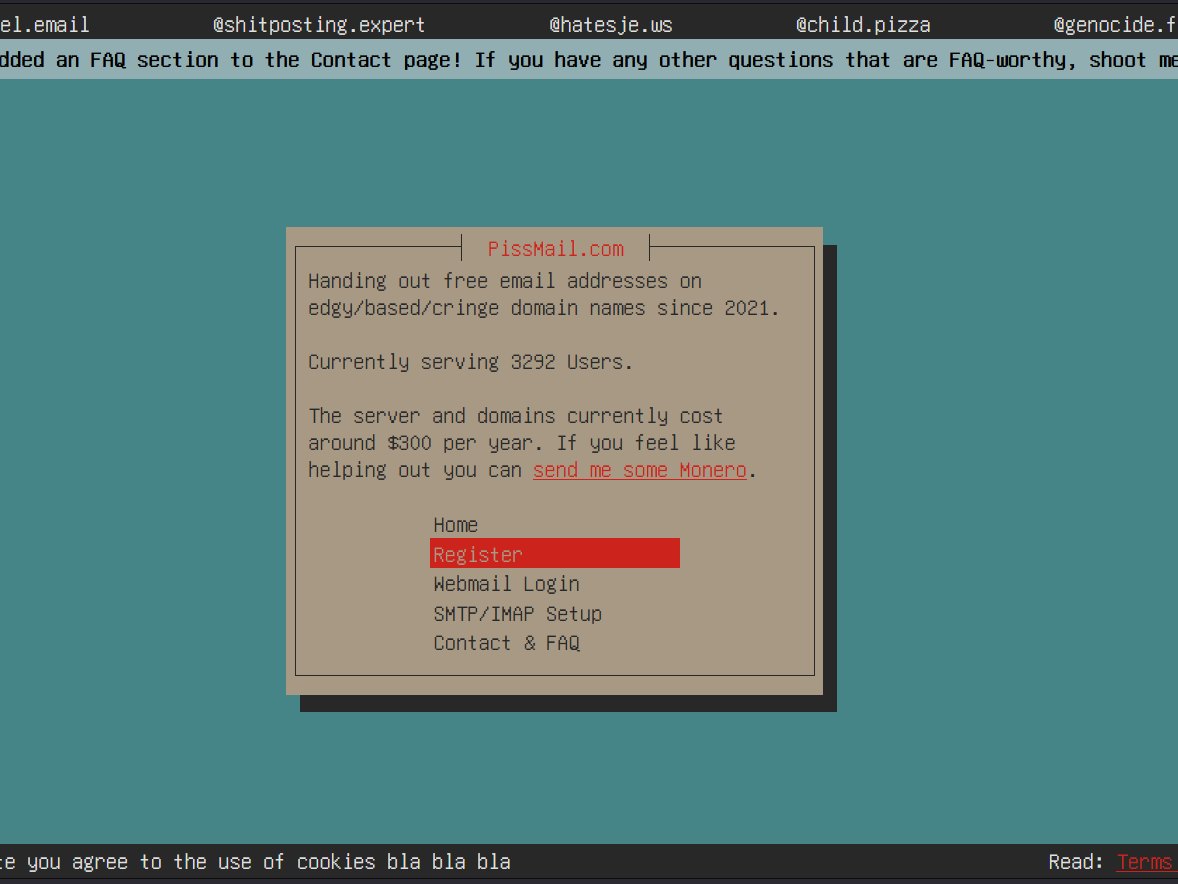 el.email @shitposting.expert @hatesje.ws @child.pizza @genocide.f
dded an FAQ section to the Contact page! If you have any other questions that are FAQ-worthy, shoot me
PissMail.com
Handing out free email addresses on
edgy/based/cringe domain names since 2021.
Currently serving 3292 Users.
The server and domains currently cost
around $300 per year. If you feel like
helping out you can send me some Monero.
Home
Register
Webmail Login
SMTP/IMAP Setup
Contact & FAQ
te you agree to the use of cookies bla bla bla
Read: Terms